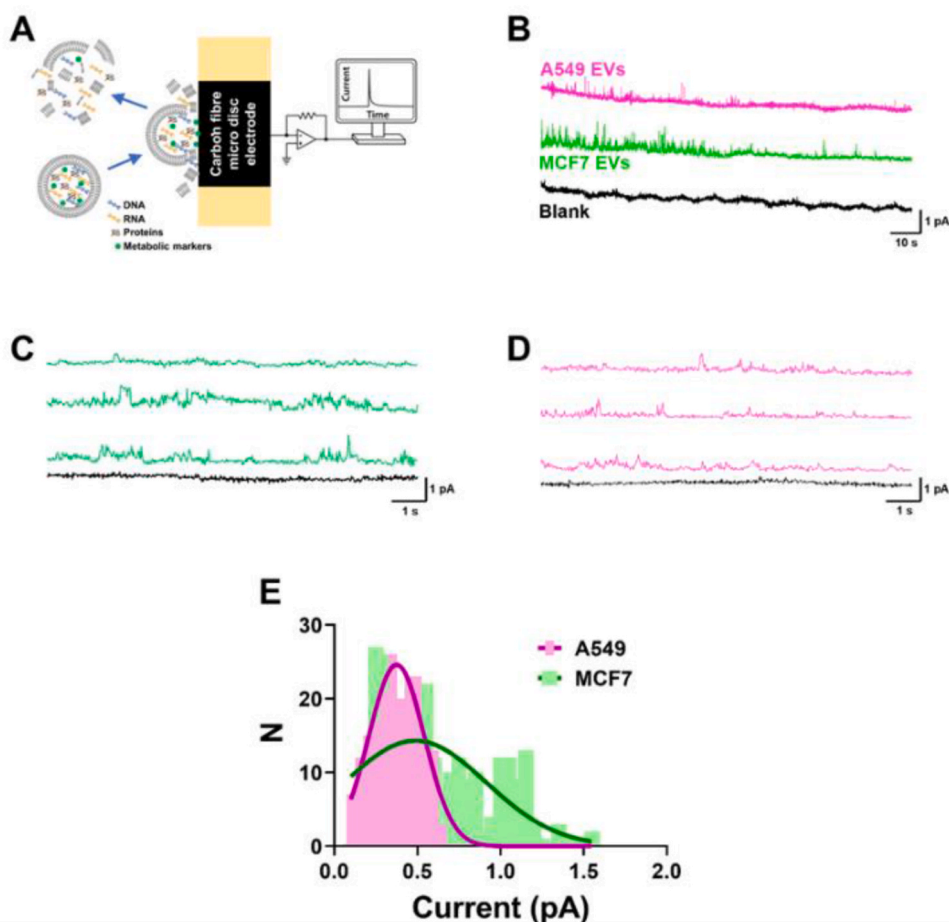 A
Carboh fibre
micro disc
electrode
Current
Time
DNA
RNA
Proteins
Metabolic markers
B
A549 EVs
MCF7 EVs
Blank
1 pA
10 s
C
1 pA
1 s
D
1 pA
1 s
E
30
20
10
0
N
0.0
0.5
1.0
1.5
2.0
Current (pA)
A549
MCF7